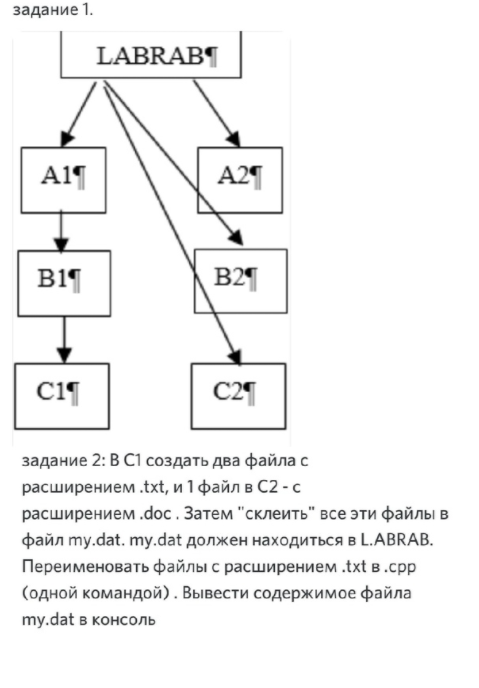 задание 1.
LABRAB¶
A1¶
A2¶
B1¶
B2¶
C1¶
C2¶
задание 2: В С1 создать два файла с
расширением .txt, и 1 файл в С2 - с
расширением .doc . Затем "склеить" все эти файлы в
файл my.dat. my.dat должен находиться в L.ABRAB.
Переименовать файлы с расширением .txt в .cpp
(одной командой) . Вывести содержимое файла
my.dat в консоль